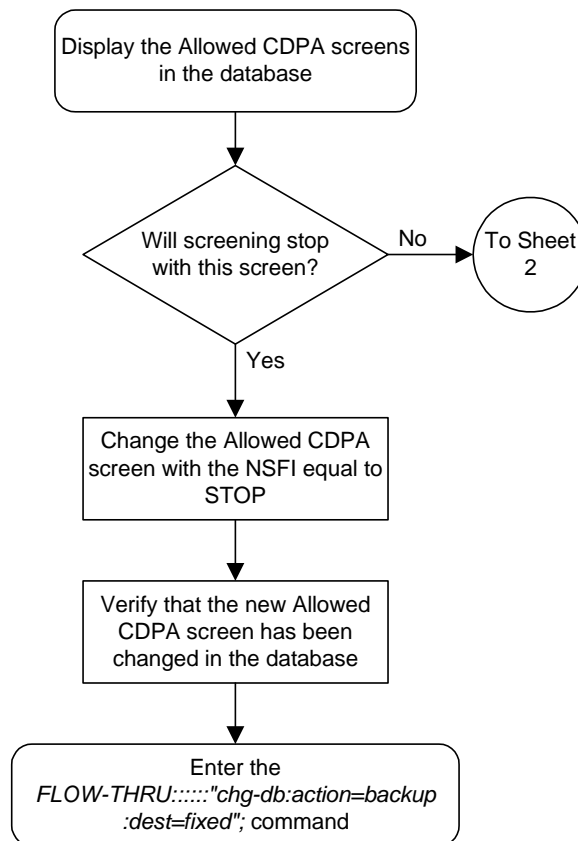 Display the Allowed CDPA screens
in the database
Will screening stop
with this screen?
No
To Sheet
2
Yes
Change the Allowed CDPA
screen with the NSFI equal to
STOP
Verify that the new Allowed
CDPA screen has been
changed in the database
Enter the
FLOW-THRU::::::"chg-db:action=backup
:dest=fixed"; command